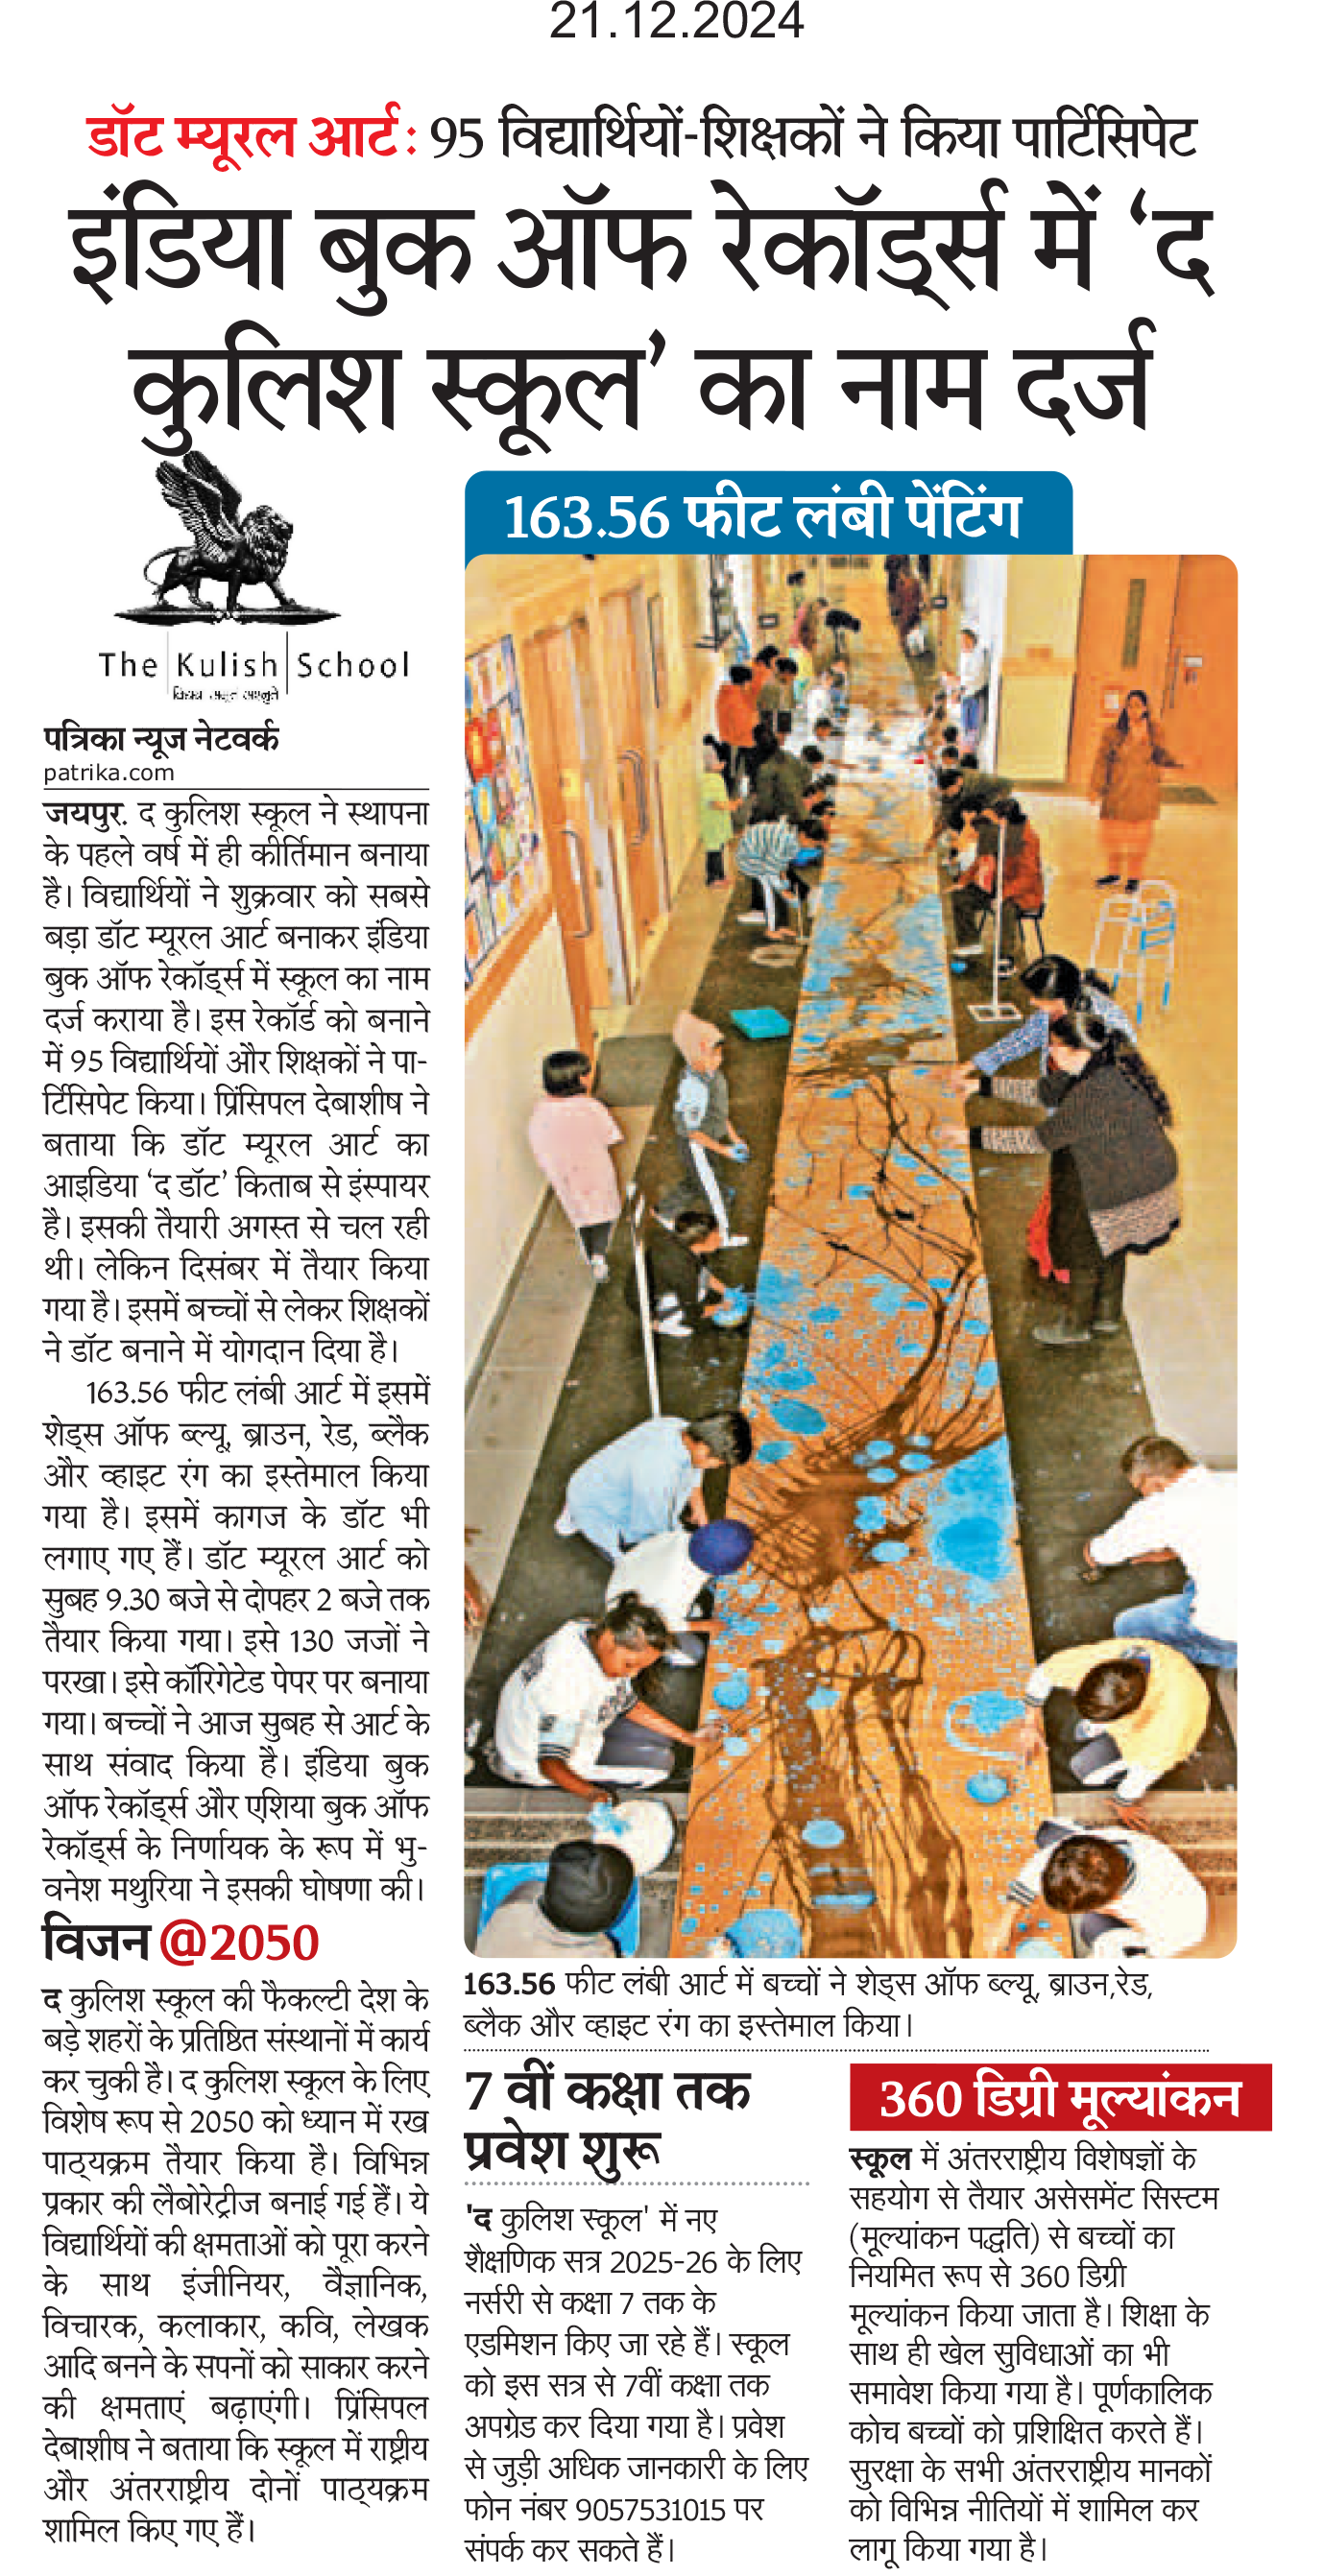 21.12.2024
डॉट म्यूरल आर्ट: 95 विद्यार्थियों-शिक्षकों ने किया पार्टिसिपेट
इंडिया बुक ऑफ रेकॉर्ड्स में ‘द
कुलिश स्कूल’ का नाम दर्ज
The Kulish School
पत्रिका न्यूज नेटवर्क
patrika.com
जयपुर. द कुलिश स्कूल ने स्थापना
के पहले वर्ष में ही कीर्तिमान बनाया
है। विद्यार्थियों ने शुक्रवार को सबसे
बड़ा डॉट म्यूरल आर्ट बनाकर इंडिया
बुक ऑफ रेकॉर्ड्स में स्कूल का नाम
दर्ज कराया है। इस रेकॉर्ड को बनाने
में 95 विद्यार्थियों और शिक्षकों ने पा-
र्टिसिपेट किया। प्रिंसिपल देबाशीष ने
बताया कि डॉट म्यूरल आर्ट का
आइडिया ‘द डॉट’ किताब से इंस्पायर
है। इसकी तैयारी अगस्त से चल रही
थी। लेकिन दिसंबर में तैयार किया
गया है। इसमें बच्चों से लेकर शिक्षकों
ने डॉट बनाने में योगदान दिया है।
163.56 फीट लंबी आर्ट में इसमें
शेड्स ऑफ ब्ल्यू, ब्राउन, रेड, ब्लैक
और व्हाइट रंग का इस्तेमाल किया
गया है। इसमें कागज के डॉट भी
लगाए गए हैं। डॉट म्यूरल आर्ट को
सुबह 9.30 बजे से दोपहर 2 बजे तक
तैयार किया गया। इसे 130 जजों ने
परखा। इसे कॉरिगेटेड पेपर पर बनाया
गया। बच्चों ने आज सुबह से आर्ट के
साथ संवाद किया है। इंडिया बुक
ऑफ रेकॉर्ड्स और एशिया बुक ऑफ
रेकॉर्ड्स के निर्णायक के रूप में भु-
वनेश मथुरिया ने इसकी घोषणा की।
विजन @2050
द कुलिश स्कूल की फैकल्टी देश के
बड़े शहरों के प्रतिष्ठित संस्थानों में कार्य
कर चुकी है। द कुलिश स्कूल के लिए
विशेष रूप से 2050 को ध्यान में रख
पाठ्यक्रम तैयार किया है। विभिन्न
प्रकार की लैबोरेट्रीज बनाई गई हैं। ये
विद्यार्थियों की क्षमताओं को पूरा करने
के साथ इंजीनियर, वैज्ञानिक,
विचारक, कलाकार, कवि, लेखक
आदि बनने के सपनों को साकार करने
की क्षमताएं बढ़ाएंगी। प्रिंसिपल
देबाशीष ने बताया कि स्कूल में राष्ट्रीय
और अंतरराष्ट्रीय दोनों पाठ्यक्रम
शामिल किए गए हैं।
163.56 फीट लंबी पेंटिंग
163.56 फीट लंबी आर्ट में बच्चों ने शेड्स ऑफ ब्ल्यू, ब्राउन,रेड,
ब्लैक और व्हाइट रंग का इस्तेमाल किया।
7 वीं कक्षा तक
प्रवेश शुरू
'द कुलिश स्कूल' में नए
शैक्षणिक सत्र 2025-26 के लिए
नर्सरी से कक्षा 7 तक के
एडमिशन किए जा रहे हैं। स्कूल
को इस सत्र से 7वीं कक्षा तक
अपग्रेड कर दिया गया है। प्रवेश
से जुड़ी अधिक जानकारी के लिए
फोन नंबर 9057531015 पर
संपर्क कर सकते हैं।
360 डिग्री मूल्यांकन
स्कूल में अंतरराष्ट्रीय विशेषज्ञों के
सहयोग से तैयार असेसमेंट सिस्टम
(मूल्यांकन पद्धति) से बच्चों का
नियमित रूप से 360 डिग्री
मूल्यांकन किया जाता है। शिक्षा के
साथ ही खेल सुविधाओं का भी
समावेश किया गया है। पूर्णकालिक
कोच बच्चों को प्रशिक्षित करते हैं।
सुरक्षा के सभी अंतरराष्ट्रीय मानकों
को विभिन्न नीतियों में शामिल कर
लागू किया गया है।